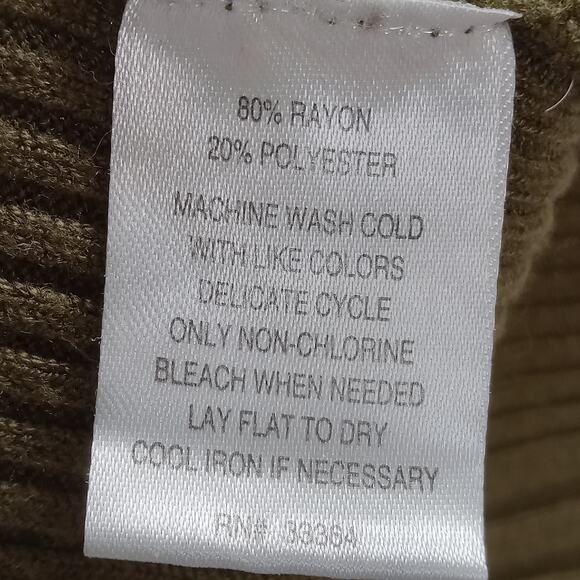 80% RAYON
20% POLYESTER
MACHINE WASH COLD
WITH LIKE COLORS
DELICATE CYCLE
ONLY NON-CHLORINE
BLEACH WHEN NEEDED
LAY FLAT TO DRY
COOL IRON IF NECESSARY
RN# 33364